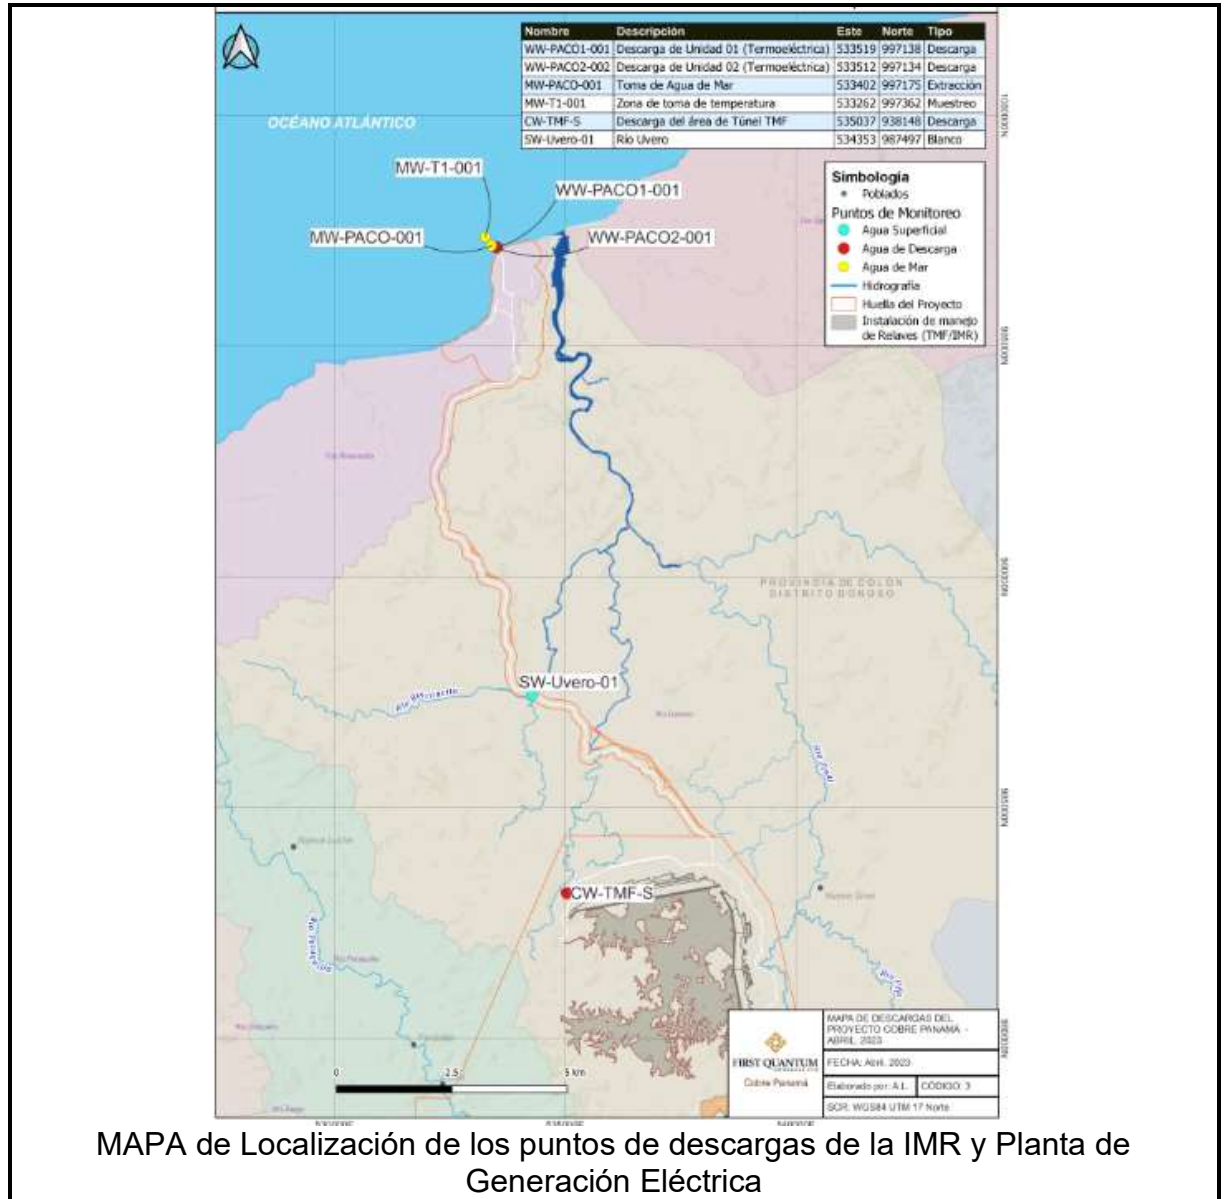 Nombre Descripción Este Norte Tipo
WW-PACO1-001 Descarga de Unidad 01 (Termoeléctrica) 533519 997138 Descarga
WW-PACO2-002 Descarga de Unidad 02 (Termoeléctrica) 533512 997134 Descarga
MW-PACO-001 Toma de Agua de Mar 533402 997175 Extracción
MW-T1-001 Zona de toma de temperatura 533262 997362 Muestreo
CW-TMF-S Descarga del área de Túnel TMF 535037 938148 Descarga
SW-Uvero-01 Río Uvero 534353 987497 Blanco
OCÉANO ATLÁNTICO
MW-T1-001
WW-PACO1-001
MW-PACO-001
WW-PACO2-001
Simbología
Poblados
Puntos de Monitoreo
Agua Superficial
Agua de Descarga
Agua de Mar
Hidrografía
Huella del Proyecto
Instalación de manejo
de Relaves (TMF/IMR)
PROVINCIA DE COLÓN
DISTRITO DONOSO
SW-Uvero-01
CW-TMF-S
0 2.5 5 km
FIRST QUANTUM
Cobre Panamá
MAPA DE DESCARGAS DEL
PROYECTO COBRE PANAMÁ -
ABRIL, 2023
FECHA: Abril, 2023
Elaborado por: A.L. CÓDIGO: 3
SCR: WGS84 UTM 17 Norte
MAPA de Localización de los puntos de descargas de la IMR y Planta de
Generación Eléctrica